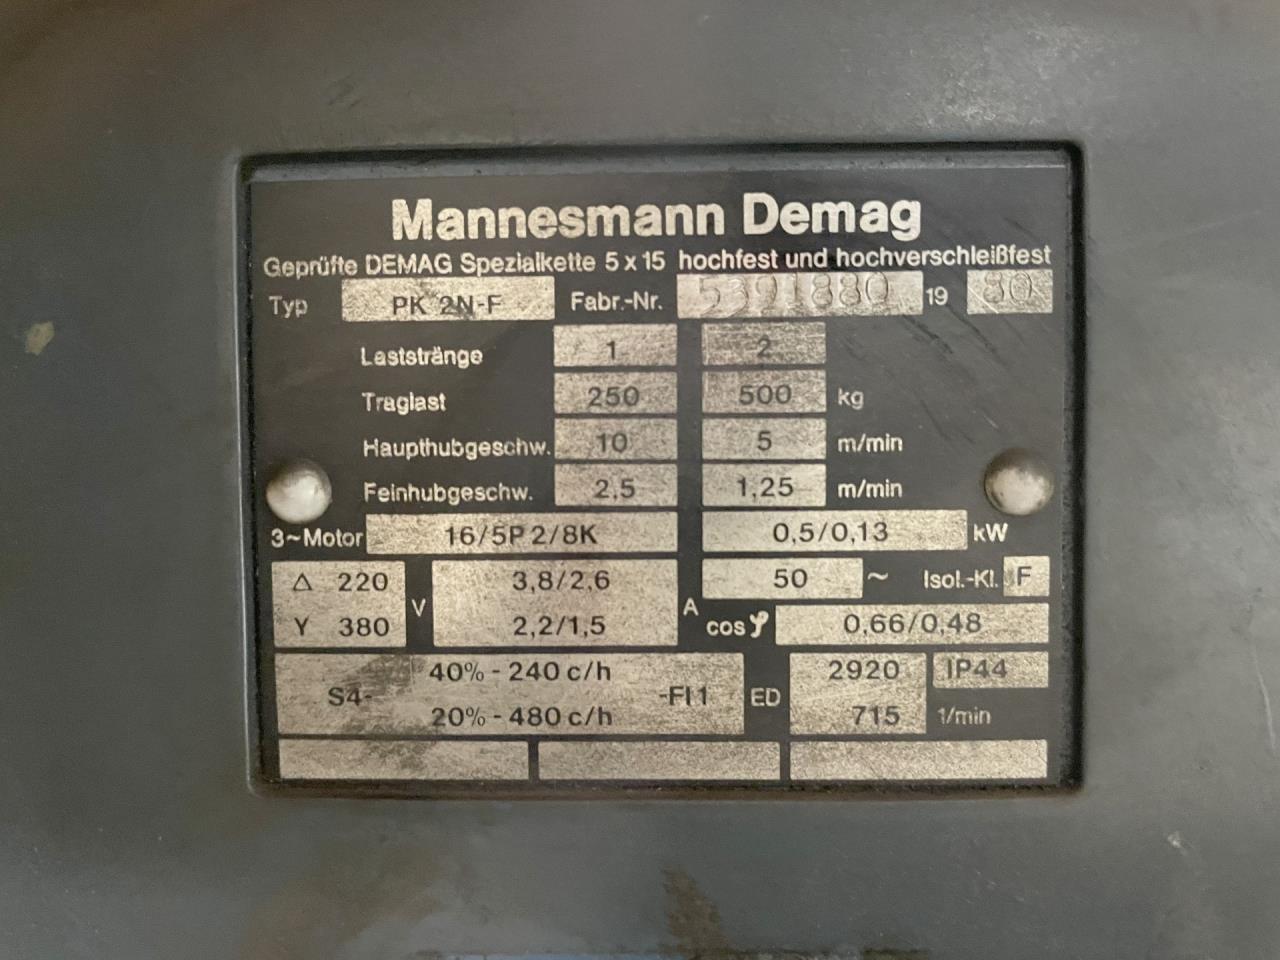 Mannesmann Demag
Geprüfte DEMAG Spezialkette 5 x 15 hochfest und hochverschleißfest
Typ PK 2N-F Fabr.-Nr. 5391880 19 80
Laststränge 1 2
Traglast 250 500 kg
Haupthubgeschw. 10 5 m/min
Feinhubgeschw. 2,5 1,25 m/min
3~Motor 16/5P 2/8K 0,5/0,13 kW
△ 220 V 3,8/2,6 A 50 ~ Isol.-Kl. F
Y 380 2,2/1,5 cos φ 0,66/0,48
S4- 40% - 240 c/h -FI 1 ED 2920 IP44
20% - 480 c/h 715 1/min